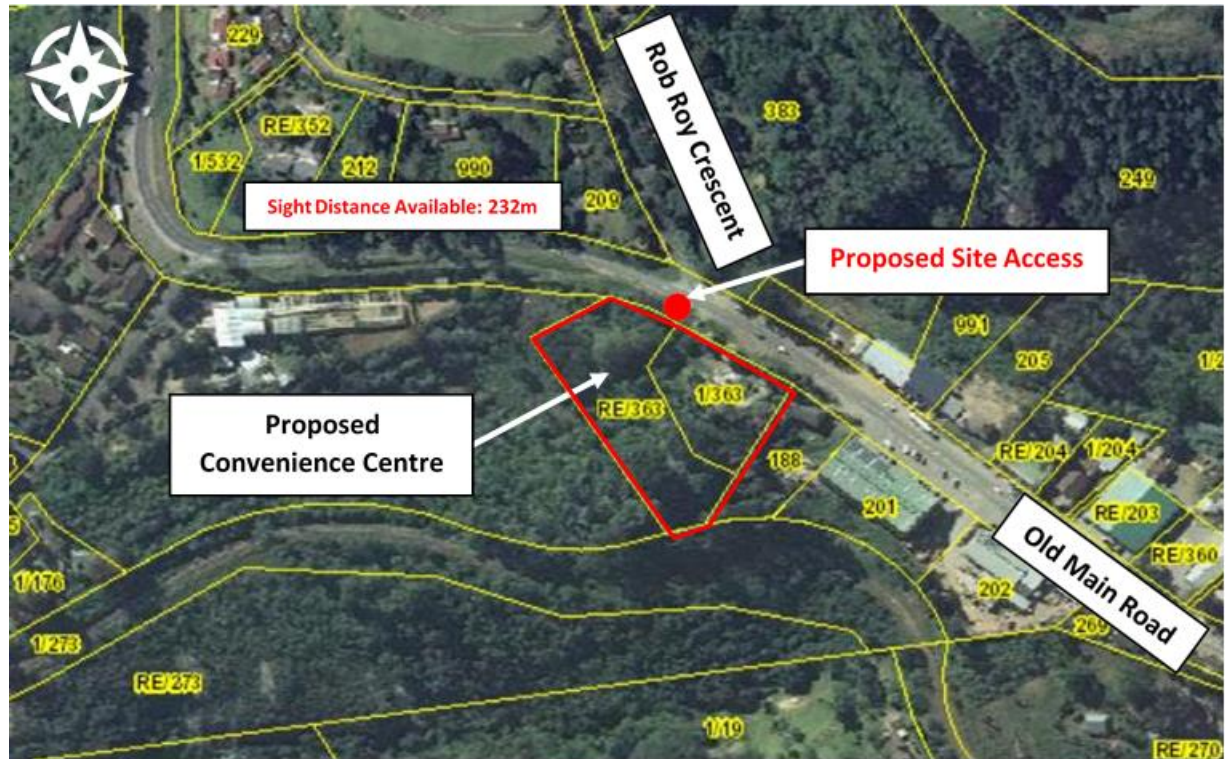 229
RE/352
1/532
212
990
209
Sight Distance Available: 232m
Rob Roy Crescent
383
249
Proposed Site Access
991
205
Proposed
Convenience Centre
RE/363
1/363
188
201
RE/204
1/204
RE/203
RE/360
202
Old Main Road
269
1/176
1/273
RE/273
1/19
RE/270